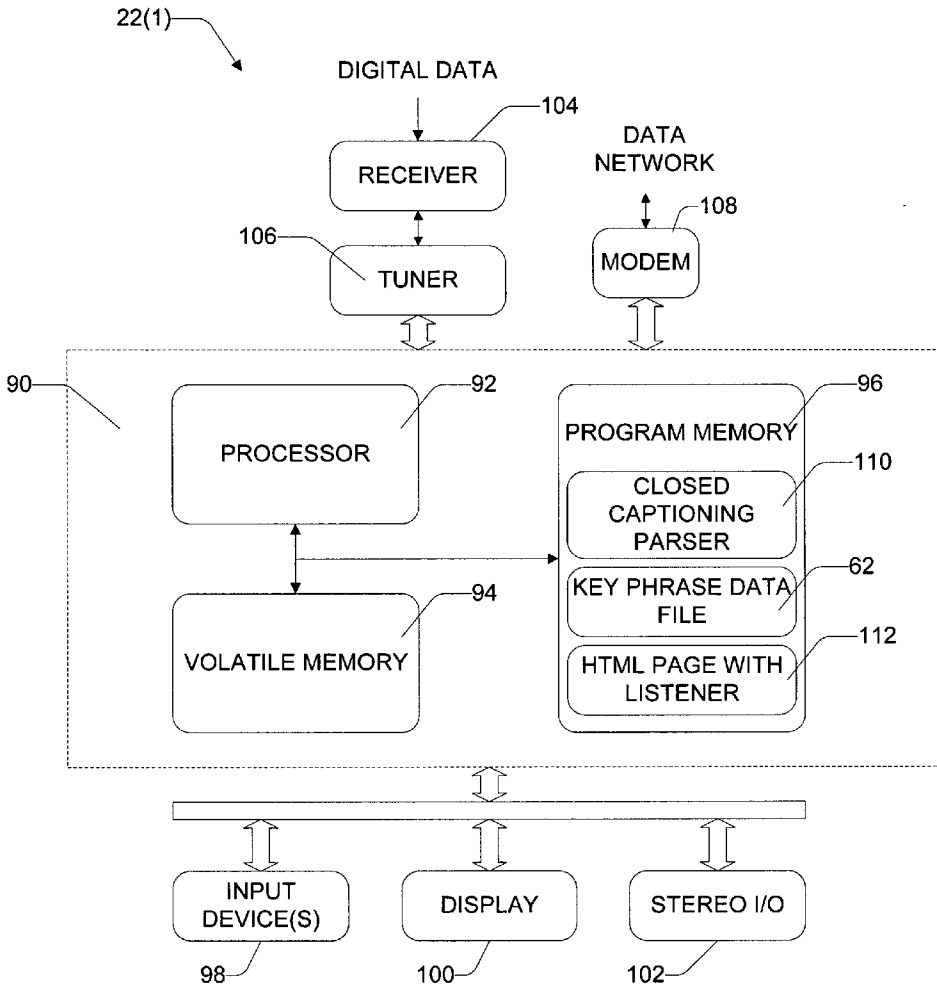 22(1)
DIGITAL DATA
104
RECEIVER
DATA
NETWORK
108
106
TUNER
MODEM
90
92
96
PROCESSOR
PROGRAM MEMORY
110
CLOSED
CAPTIONING
PARSER
62
KEY PHRASE DATA
FILE
94
VOLATILE MEMORY
112
HTML PAGE WITH
LISTENER
INPUT
DEVICE(S)
DISPLAY
STEREO I/O
98
100
102